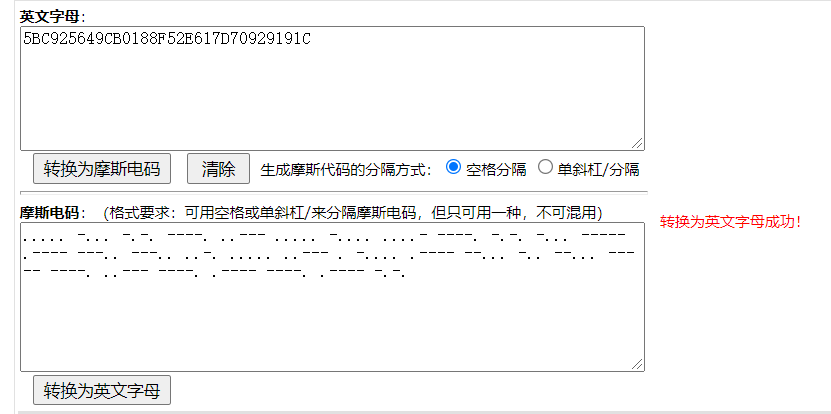 英文字母:
5BC925649CB0188F52E617D70929191C
转换为摩斯电码 清除 生成摩斯代码的分隔方式: 空格分隔 单斜杠/分隔
摩斯电码: (格式要求: 可用空格或单斜杠/来分隔摩斯电码, 但只可用一种, 不可混用)
转换为英文字母成功!
..... -... -.-. ----. ..--- ..... -.... ....- ----. -.-. -... -----
.---- ---.. ---.. ..-. ..... ..--- . -.... .---- --... -.. --... ---
-- ----. ..--- ----. .---- ----. .---- -.-.
转换为英文字母